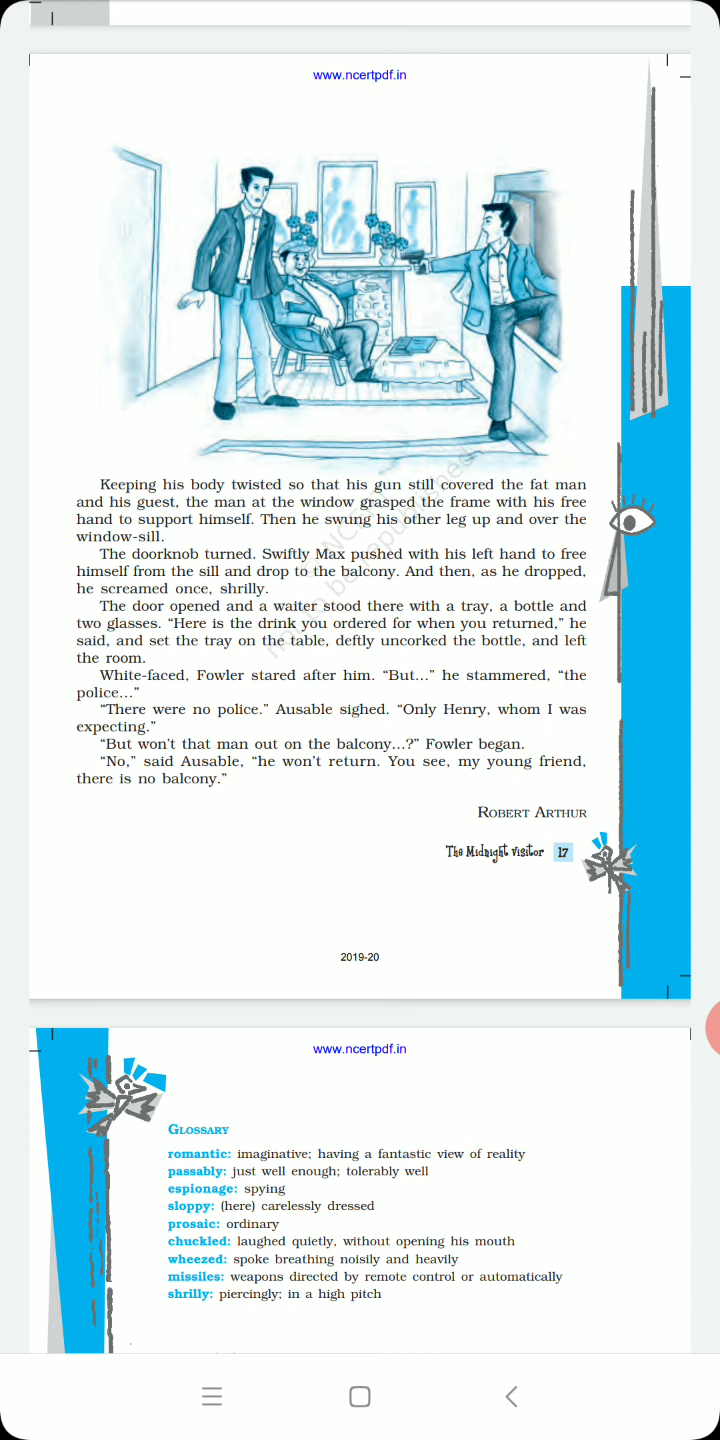 www.ncertpdf.in
Keeping his body twisted so that his gun still covered the fat man
and his guest, the man at the window grasped the frame with his free
hand to support himself. Then he swung his other leg up and over the
window-sill.
The doorknob turned. Swiftly Max pushed with his left hand to free
himself from the sill and drop to the balcony. And then, as he dropped,
he screamed once, shrilly.
The door opened and a waiter stood there with a tray, a bottle and
two glasses. “Here is the drink you ordered for when you returned,” he
said, and set the tray on the table, deftly uncorked the bottle, and left
the room.
White-faced, Fowler stared after him. “But...” he stammered, “the
police...”
“There were no police.” Ausable sighed. “Only Henry, whom I was
expecting.”
“But won’t that man out on the balcony...?” Fowler began.
“No,” said Ausable, “he won’t return. You see, my young friend,
there is no balcony.”
ROBERT ARTHUR
The Midnight Visitor 17
2019-20
www.ncertpdf.in
GLOSSARY
romantic: imaginative; having a fantastic view of reality
passably: just well enough; tolerably well
espionage: spying
sloppy: (here) carelessly dressed
prosaic: ordinary
chuckled: laughed quietly, without opening his mouth
wheezed: spoke breathing noisily and heavily
missiles: weapons directed by remote control or automatically
shrilly: piercingly; in a high pitch